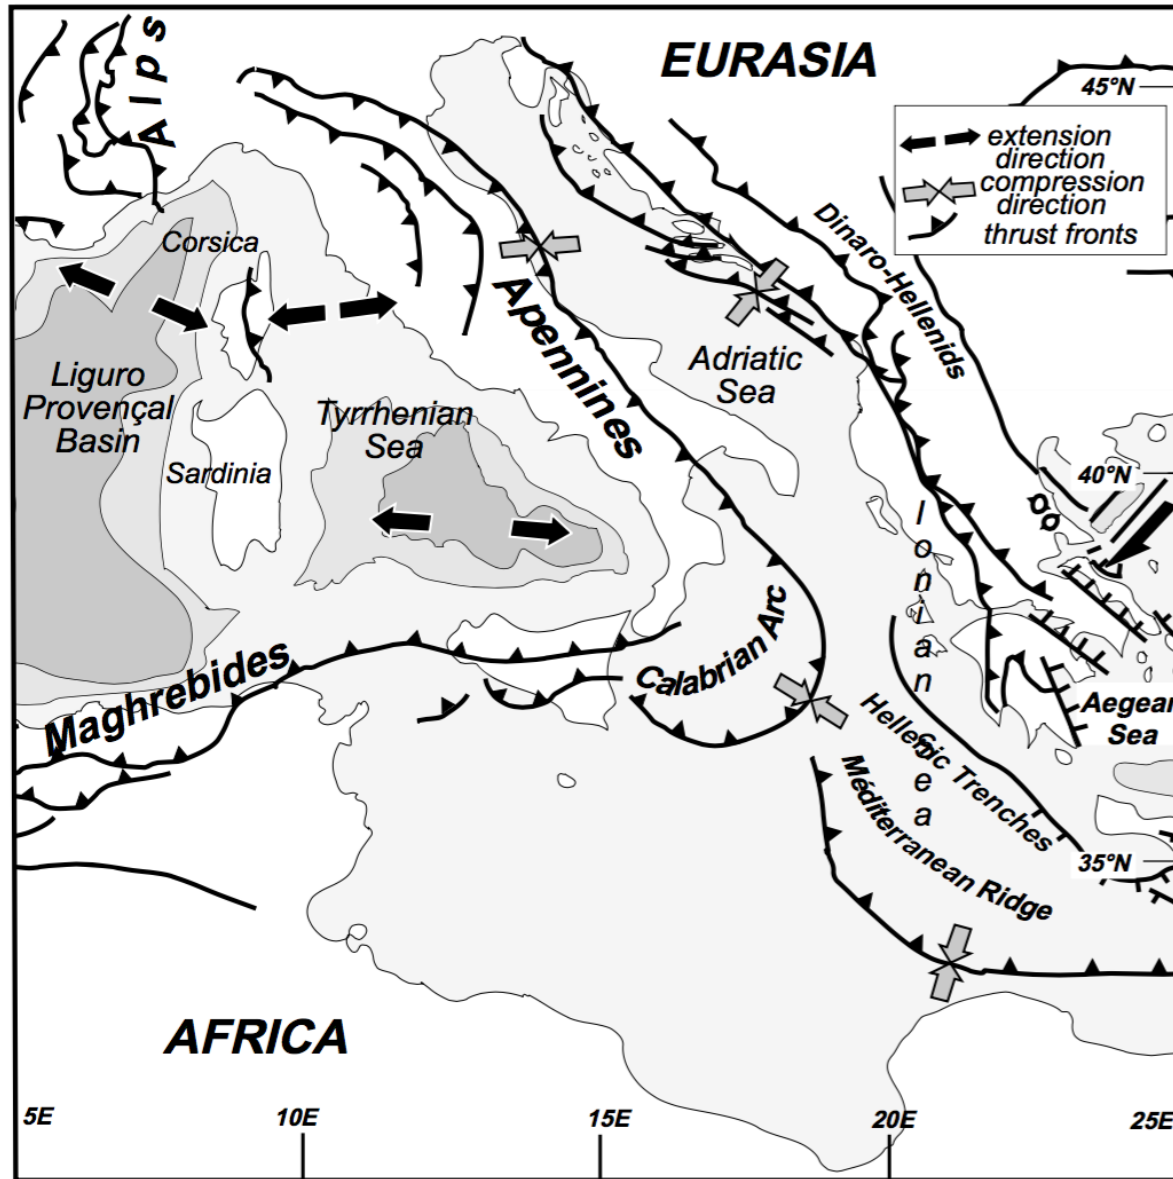 EURASIA
Alps
45°N
extension
direction
compression
direction
thrust fronts
Corsica
Dinaro-Hellenids
Apennines
Liguro
Provençal
Basin
Adriatic
Sea
Tyrrhenian
Sea
Sardinia
40°N
Ionian Sea
Calabrian Arc
Maghrebides
Hellenic Trenches
Aegean
Sea
Méditerranean Ridge
35°N
AFRICA
5E
10E
15E
20E
25E